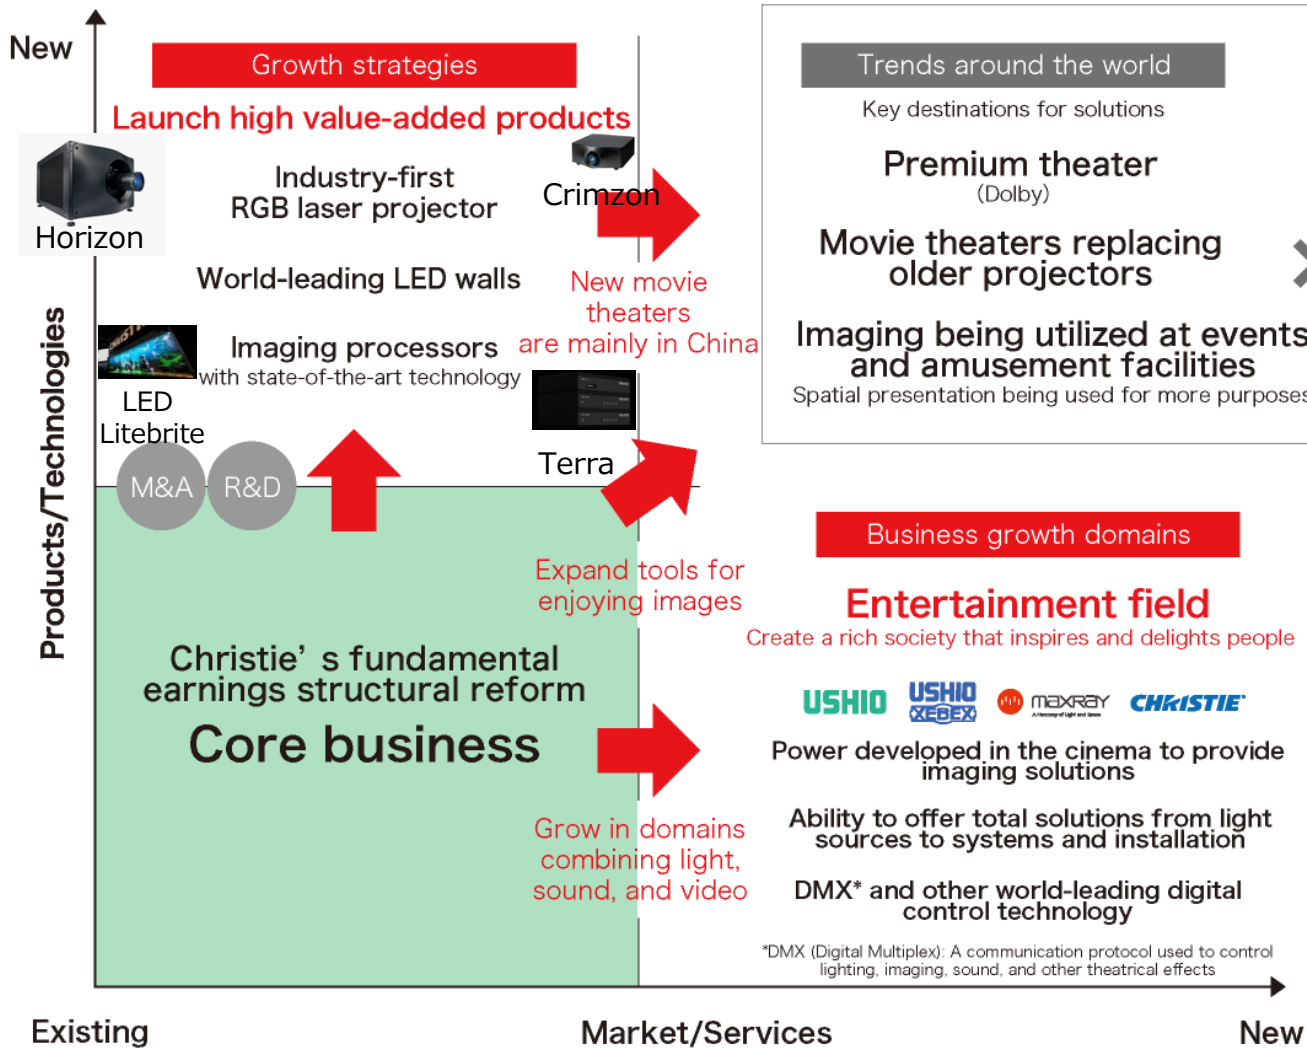 New
Products/Technologies
Growth strategies
Launch high value-added products
Horizon
Industry-first
RGB laser projector
Crimzon
World-leading LED walls
New movie
theaters
are mainly in China
Imaging processors
with state-of-the-art technology
LED
Litebrite
Terra
M&A
R&D
Trends around the world
Key destinations for solutions
Premium theater
(Dolby)
Movie theaters replacing
older projectors
Imaging being utilized at events
and amusement facilities
Spatial presentation being used for more purposes
Expand tools for
enjoying images
Christie’ s fundamental
earnings structural reform
Core business
Grow in domains
combining light,
sound, and video
Business growth domains
Entertainment field
Create a rich society that inspires and delights people
USHIO
USHIO
XEBEX
maxray
A Harmony of Light and Space
CHRISTIE
Power developed in the cinema to provide
imaging solutions
Ability to offer total solutions from light
sources to systems and installation
DMX* and other world-leading digital
control technology
*DMX (Digital Multiplex): A communication protocol used to control
lighting, imaging, sound, and other theatrical effects
Existing
Market/Services
New